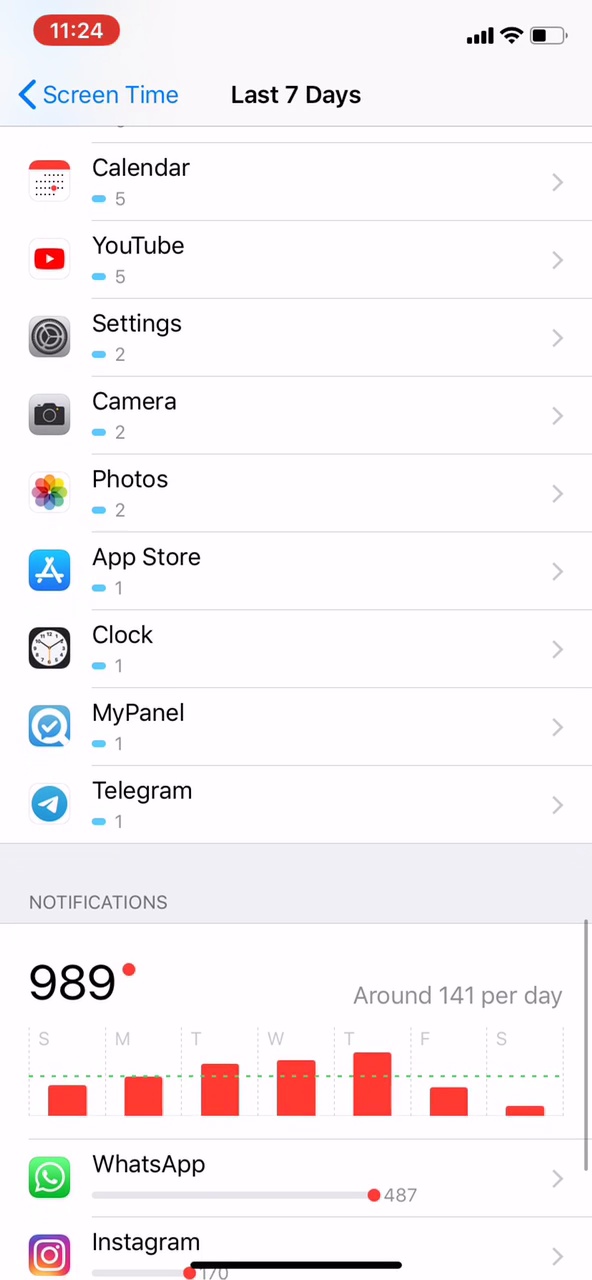 11:24
Screen Time
Last 7 Days
Calendar
5
YouTube
5
Settings
2
Camera
2
Photos
2
App Store
1
Clock
1
MyPanel
1
Telegram
1
NOTIFICATIONS
989
Around 141 per day
S M T W T F S
WhatsApp
487
Instagram
170